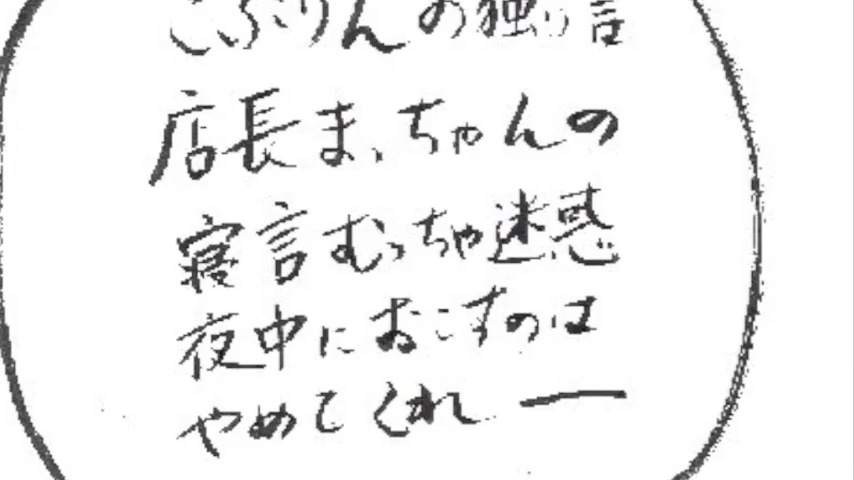 こぶりんの独り言
店長まっちゃんの
寝言むっちゃ迷惑
夜中におこすのは
やめてくれー